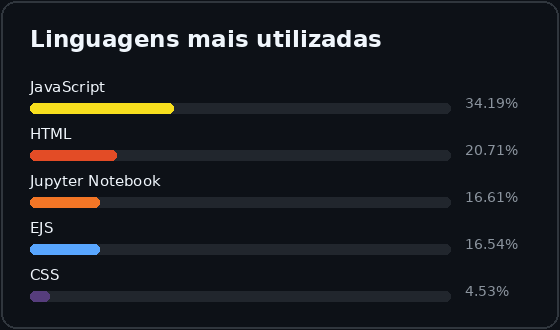 Linguagens mais utilizadas
JavaScript
34.19%
HTML
20.71%
Jupyter Notebook
16.61%
EJS
16.54%
CSS
4.53%